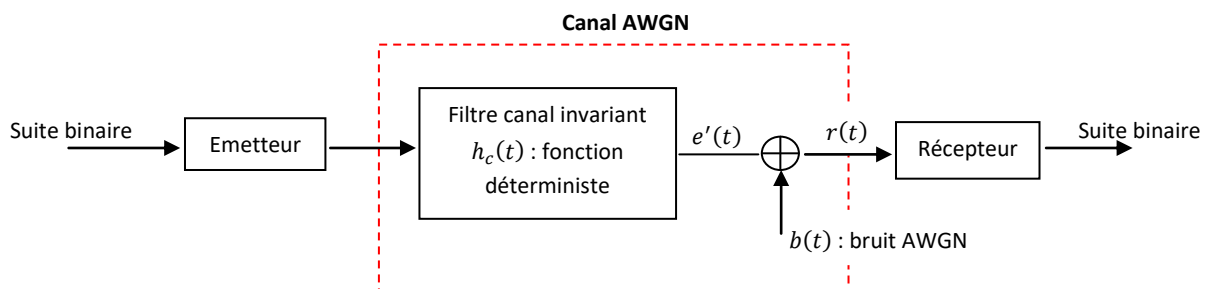 Canal AWGN
Suite binaire
Emetteur
Filtre canal invariant
h_c(t) : fonction
déterministe
e'(t)
r(t)
Récepteur
Suite binaire
b(t) : bruit AWGN